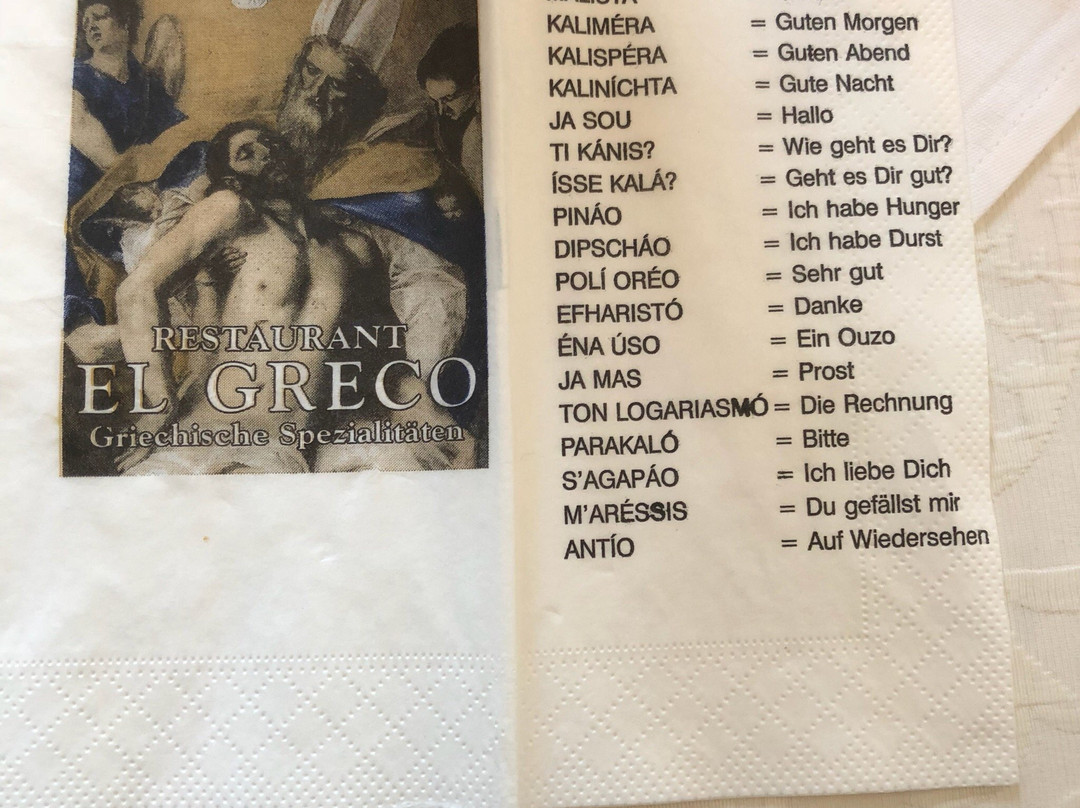 RESTAURANT
EL GRECO
Griechische Spezialitäten
KALIMÉRA = Guten Morgen
KALISPÉRA = Guten Abend
KALINÍCHTA = Gute Nacht
JA SOU = Hallo
TI KÁNIS? = Wie geht es Dir?
ÍSSE KALÁ? = Geht es Dir gut?
PINÁO = Ich habe Hunger
DIPSCHÁO = Ich habe Durst
POLÍ ORÉO = Sehr gut
EFHARISTÓ = Danke
ÉNA ÚSO = Ein Ouzo
JA MAS = Prost
TON LOGARIASMÓ = Die Rechnung
PARAKALÓ = Bitte
S'AGAPÁO = Ich liebe Dich
M'ARÉSSIS = Du gefällst mir
ANTÍO = Auf Wiedersehen